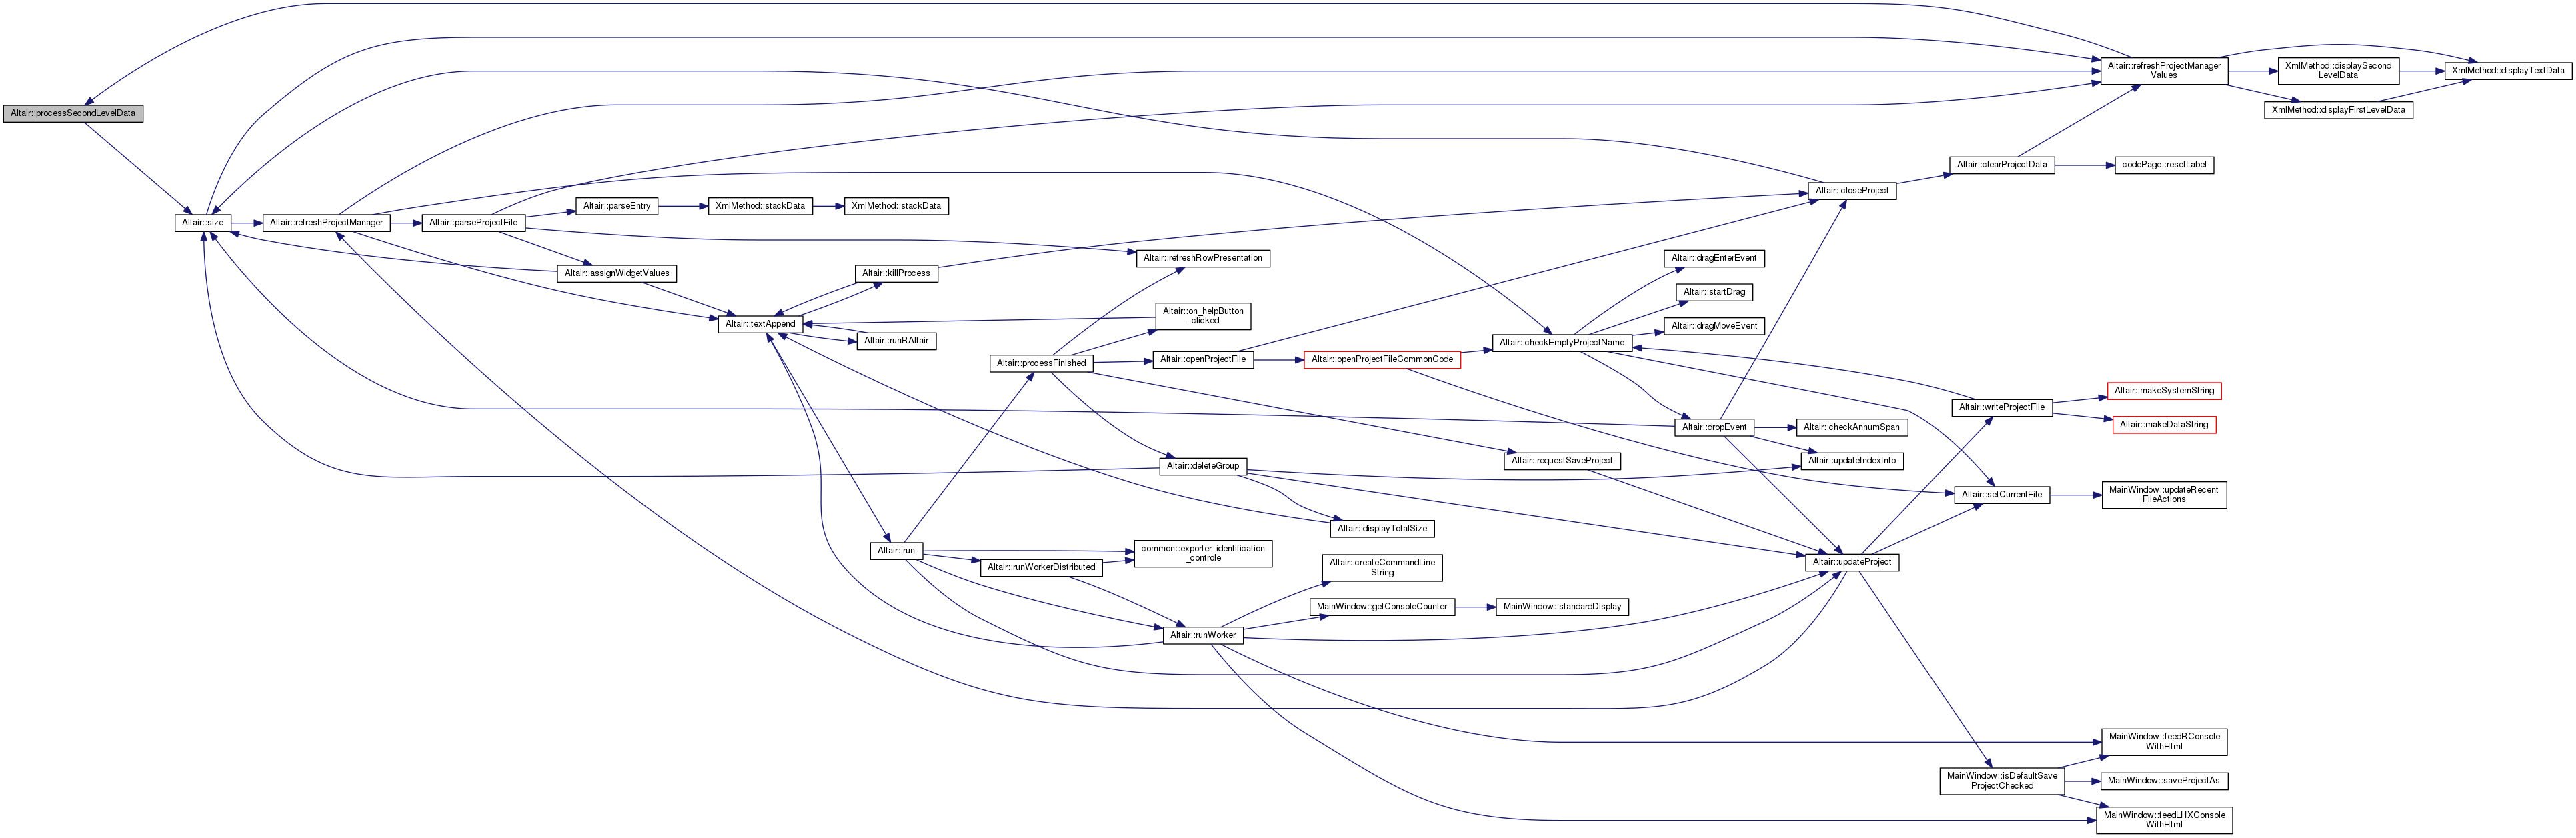 Altair::processSecondLevelData
Altair::size
Altair::refreshProjectManager
Altair::parseProjectFile
Altair::parseEntry
XmlMethod::stackData
XmlMethod::stackData
Altair::assignWidgetValues
Altair::textAppend
Altair::killProcess
Altair::runRAltair
Altair::run
Altair::refreshRowPresentation
Altair::on_helpButton
_clicked
Altair::processFinished
Altair::openProjectFile
Altair::openProjectFileCommonCode
Altair::deleteGroup
Altair::requestSaveProject
Altair::displayTotalSize
common::exporter_identification
_controle
Altair::runWorkerDistributed
Altair::createCommandLine
String
MainWindow::getConsoleCounter
MainWindow::standardDisplay
Altair::runWorker
Altair::checkEmptyProjectName
Altair::dragEnterEvent
Altair::startDrag
Altair::dragMoveEvent
Altair::dropEvent
Altair::closeProject
Altair::checkAnnumSpan
Altair::updateIndexInfo
Altair::updateProject
Altair::clearProjectData
codePage::resetLabel
Altair::refreshProjectManager
Values
XmlMethod::displaySecond
LevelData
XmlMethod::displayFirstLevelData
XmlMethod::displayTextData
Altair::writeProjectFile
Altair::makeSystemString
Altair::makeDataString
Altair::setCurrentFile
MainWindow::updateRecent
FileActions
MainWindow::isDefaultSave
ProjectChecked
MainWindow::feedRConsole
WithHtml
MainWindow::saveProjectAs
MainWindow::feedLHXConsole
WithHtml